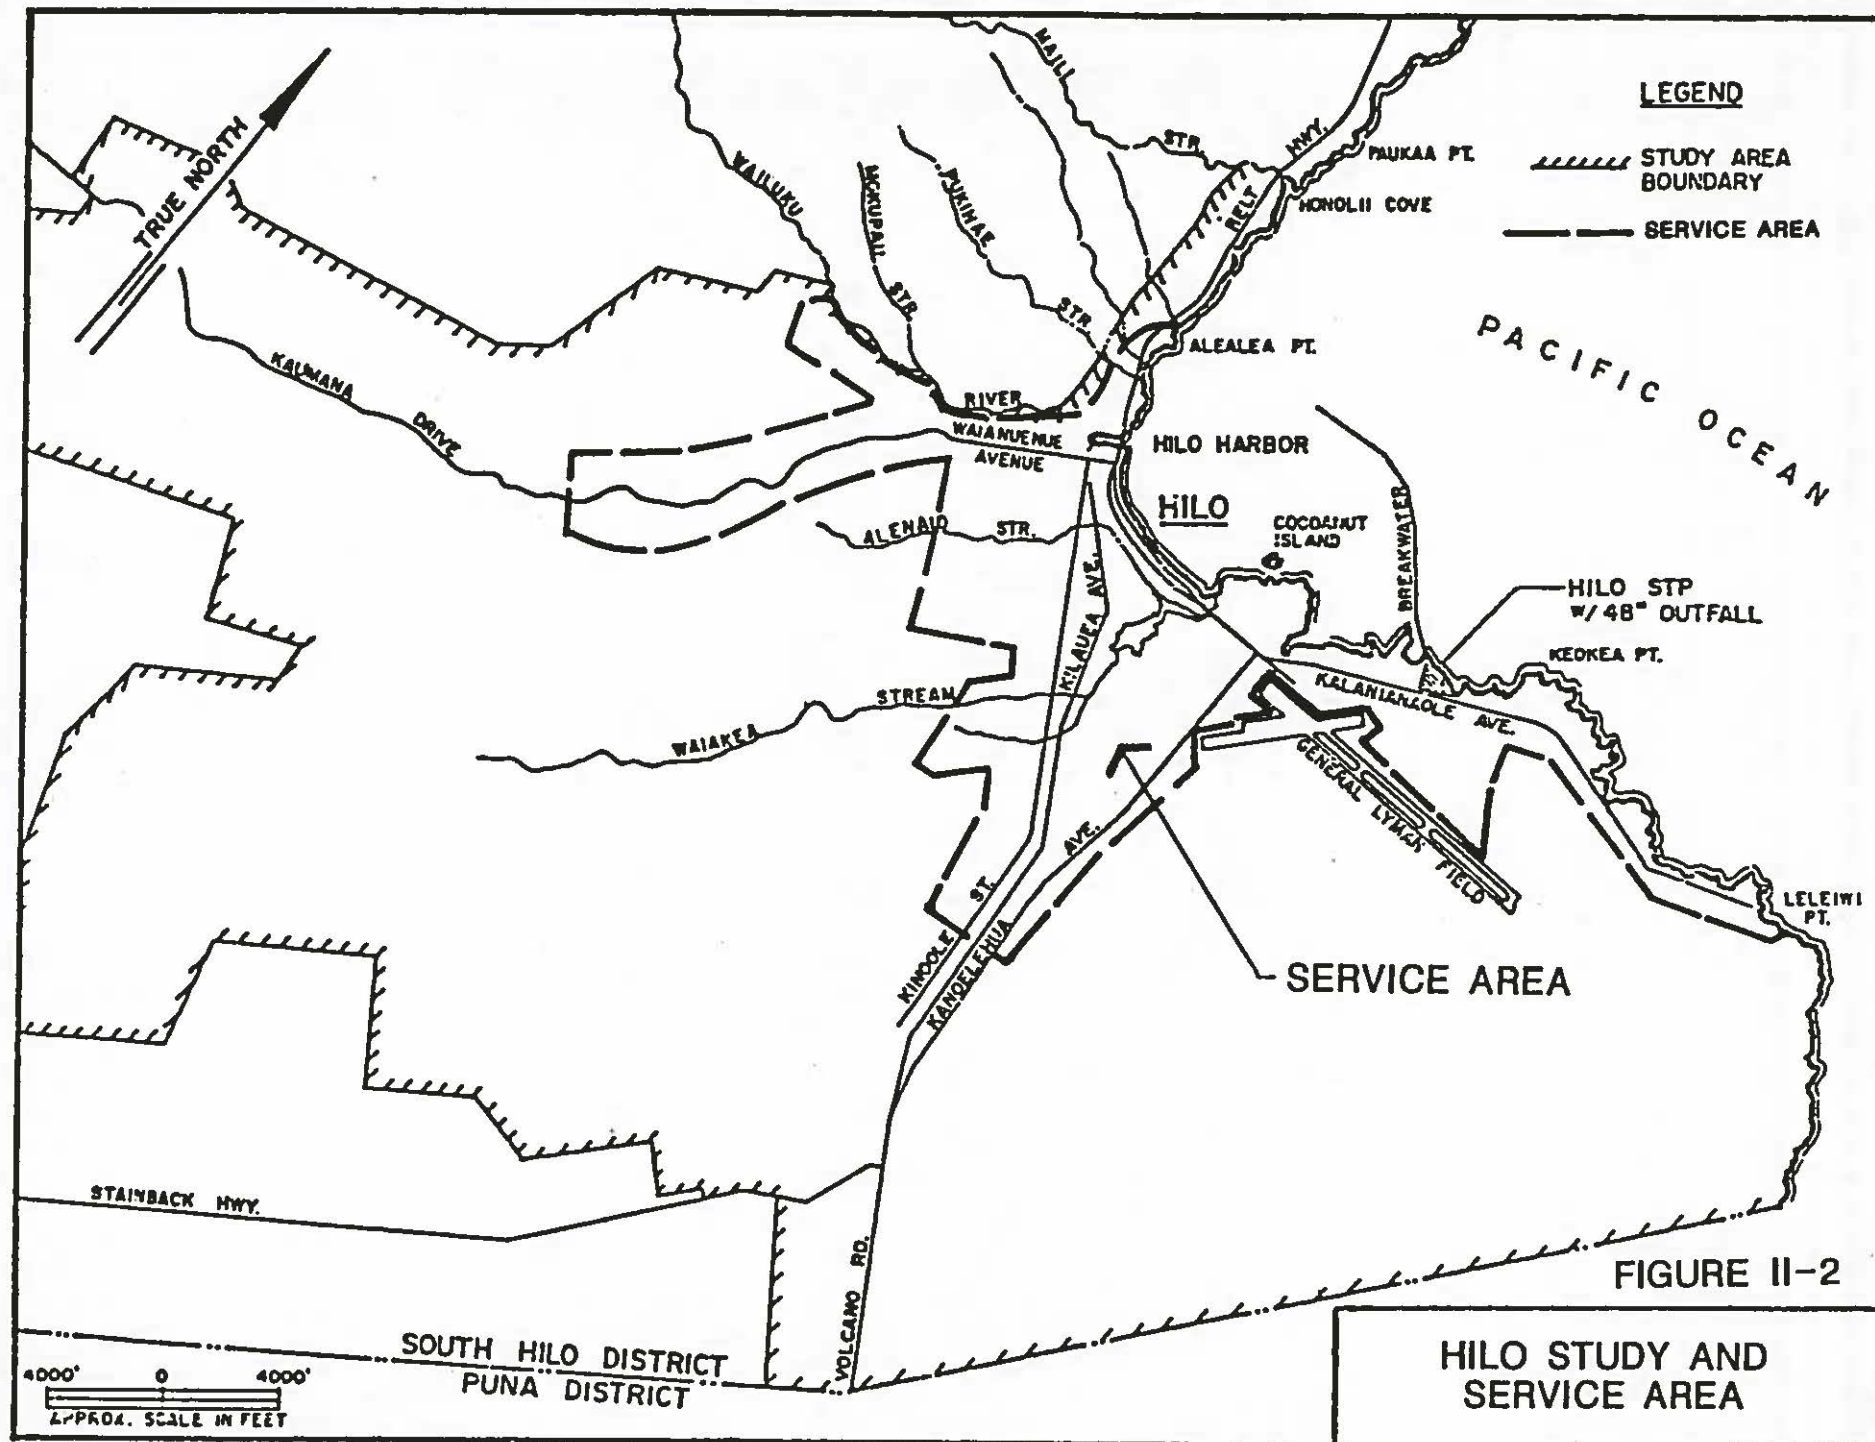 TRUE NORTH
LEGEND
STUDY AREA
BOUNDARY
SERVICE AREA
MAILL
STR.
HWY.
BELT
PAUKAA PT.
HONOLII COVE
WAILUKU
RIVER
MOKUPAU
STR.
PUKIHAE
STR.
ALEALEA PT.
PACIFIC OCEAN
KAUMANA
DRIVE
WAIANUENUE
AVENUE
HILO HARBOR
HILO
COCOANUT
ISLAND
BREAKWATER
ALENAIO STR.
KILAUEA AVE.
HILO STP
W/ 48" OUTFALL
KEOKEA PT.
KALANIANAOLE AVE.
WAIAKEA
STREAM
GENERAL LYMAN FIELD
LELEIWI
PT.
AVE.
KINOOLE ST.
KANOELEHUA
SERVICE AREA
STAINBACK HWY.
VOLCANO RD.
SOUTH HILO DISTRICT
PUNA DISTRICT
4000' 0 4000'
APPROX. SCALE IN FEET
FIGURE II-2
HILO STUDY AND
SERVICE AREA